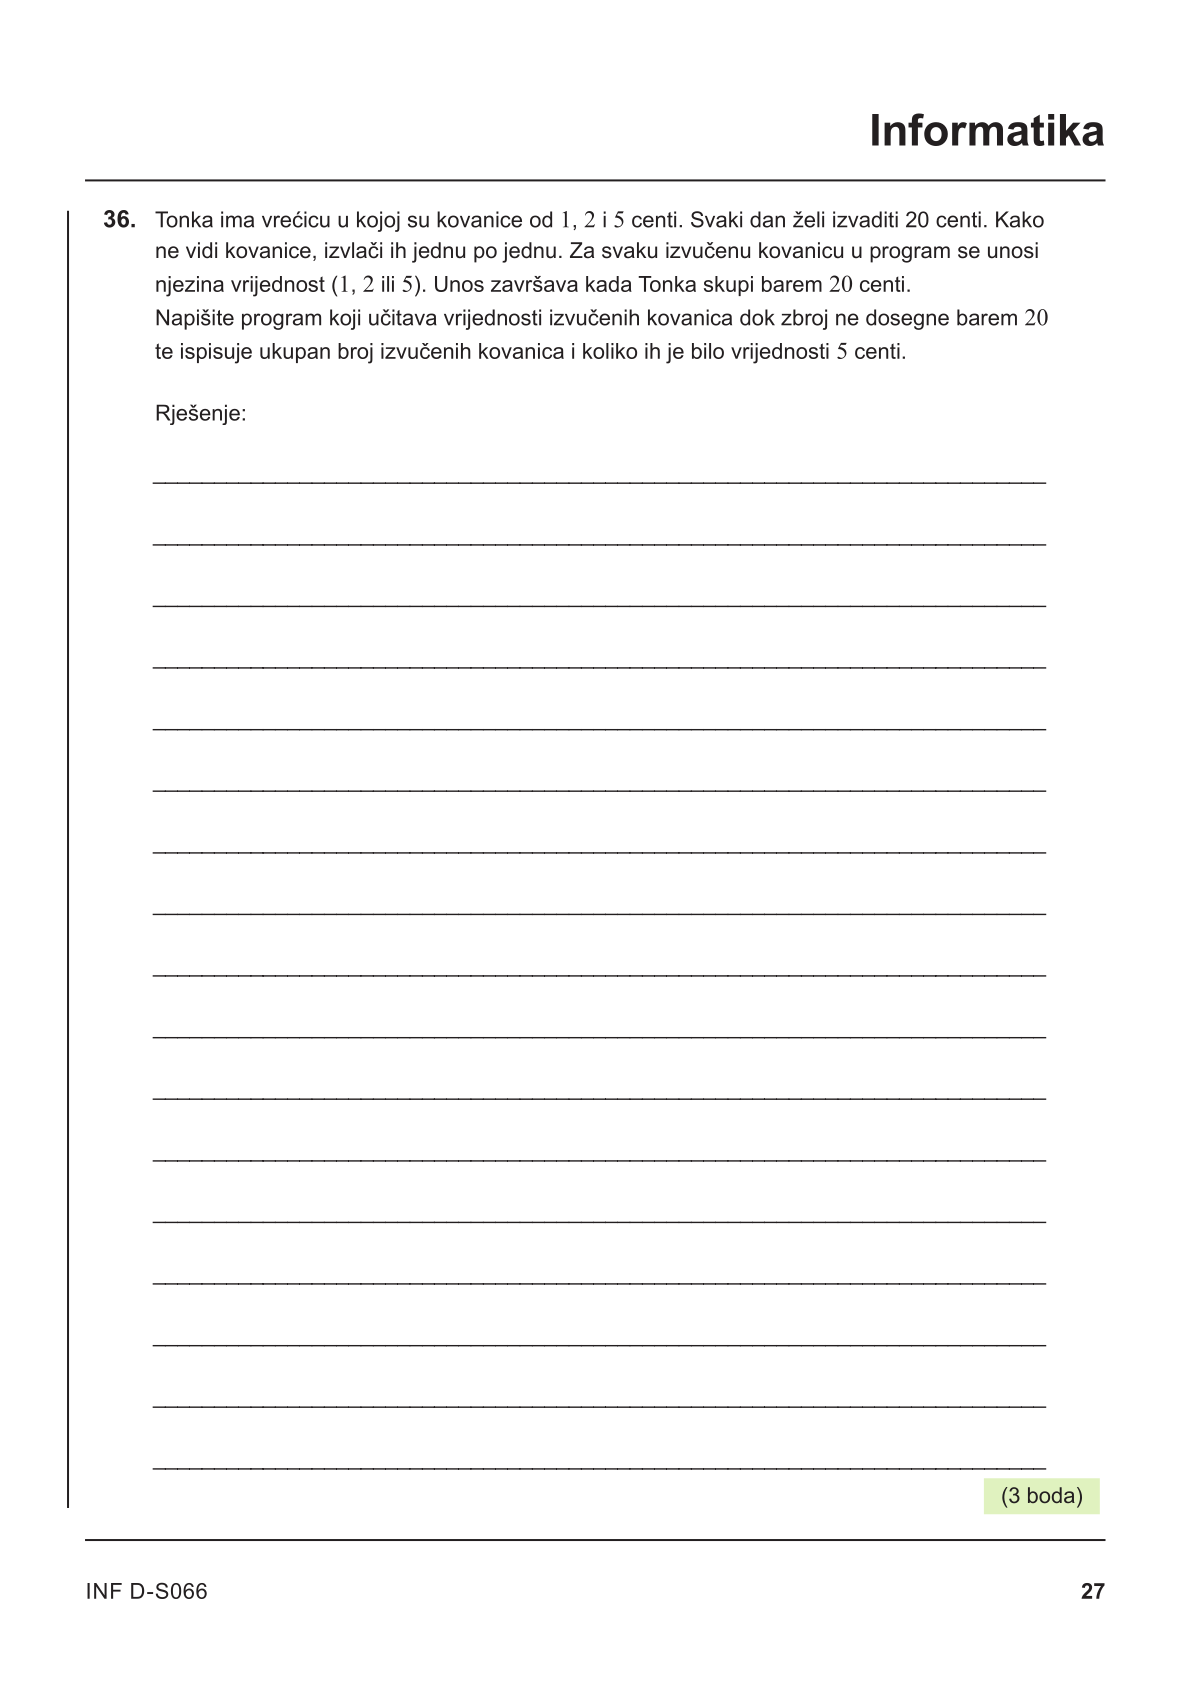 Informatika
36. Tonka ima vrećicu u kojoj su kovanice od 1, 2 i 5 centi. Svaki dan želi izvaditi 20 centi. Kako
ne vidi kovanice, izvlači ih jednu po jednu. Za svaku izvučenu kovanicu u program se unosi
njezina vrijednost (1, 2 ili 5). Unos završava kada Tonka skupi barem 20 centi.
Napišite program koji učitava vrijednosti izvučenih kovanica dok zbroj ne dosegne barem 20
te ispisuje ukupan broj izvučenih kovanica i koliko ih je bilo vrijednosti 5 centi.
Rješenje:
(3 boda)
INF D-S066 27